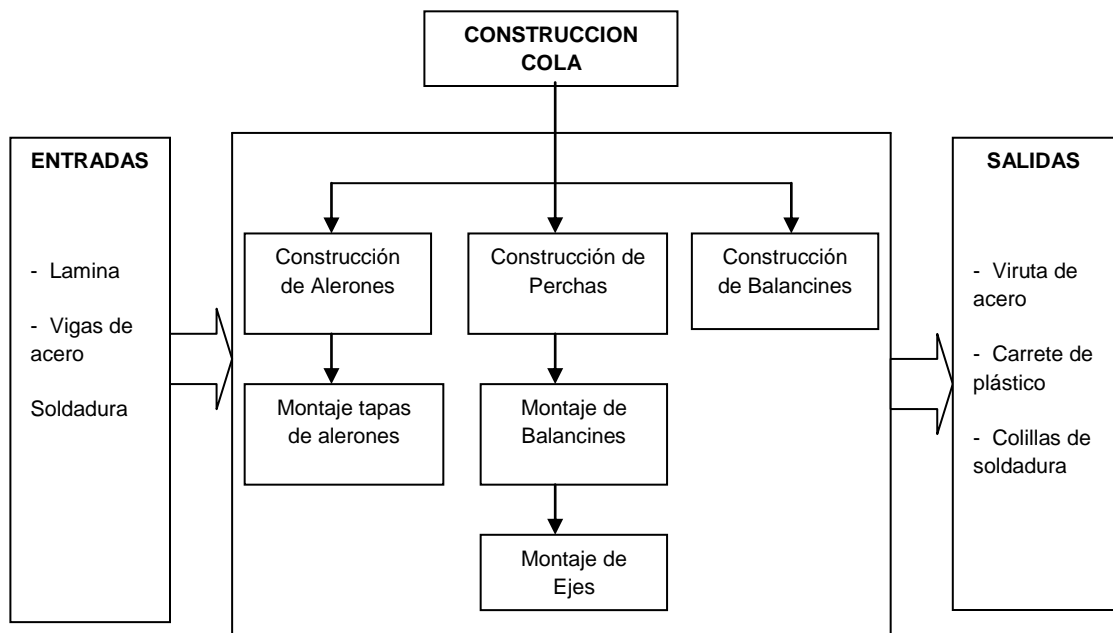 CONSTRUCCION
COLA
ENTRADAS
- Lamina
- Vigas de
acero
Soldadura
Construcción
de Alerones
Construcción de
Perchas
Construcción
de Balancines
Montaje tapas
de alerones
Montaje de
Balancines
Montaje de
Ejes
SALIDAS
- Viruta de
acero
- Carrete de
plástico
- Colillas de
soldadura